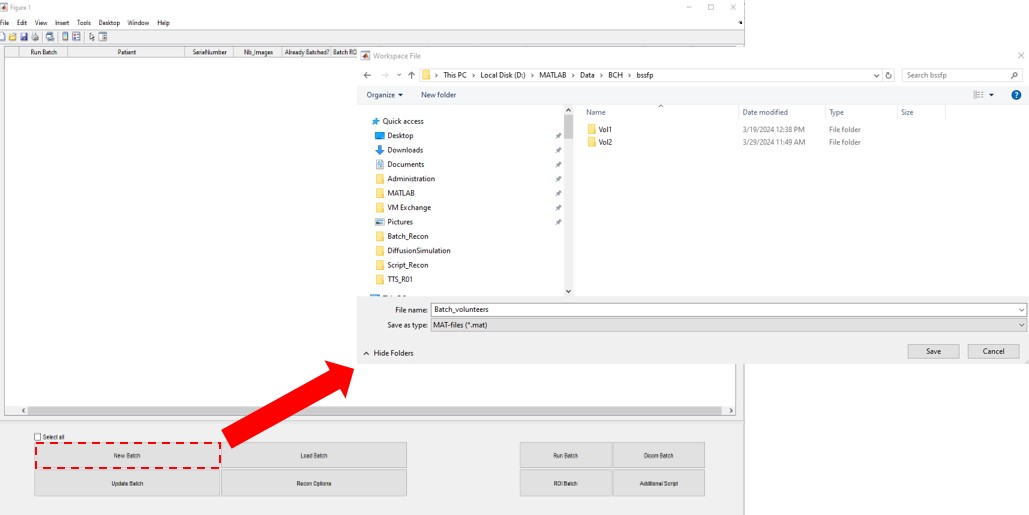 Figure 1
File Edit View Insert Tools Desktop Window Help
Run Batch Patient SerieNumber Nb_Images Already Batched? Batch RO
Workspace File
This PC > Local Disk (D:) > MATLAB > Data > BCH > bssfp
Search bssfp
Organize New folder
Name Date modified Type Size
Quick access
Desktop
Downloads
Documents
Administration
MATLAB
VM Exchange
Pictures
Batch_Recon
DiffusionSimulation
Script_Recon
TTS_R01
Vol1 3/19/2024 12:38 PM File folder
Vol2 3/29/2024 11:49 AM File folder
File name: Batch_volunteers
Save as type: MAT-files (*.mat)
Hide Folders
Save Cancel
Select all
New Batch Load Batch Run Batch Dicom Batch
Update Batch Recon Options ROI Batch Additional Script